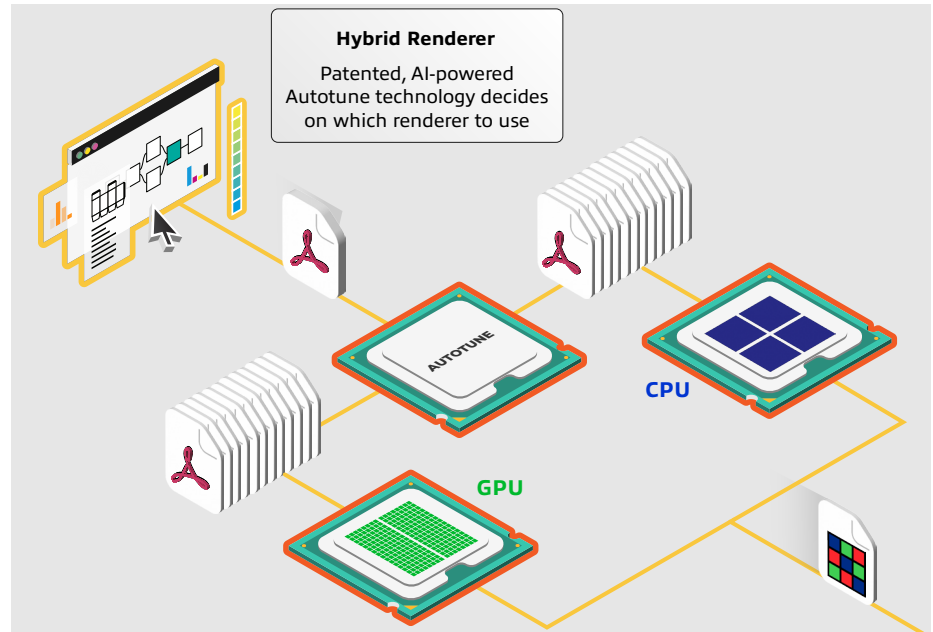 Hybrid Renderer
Patented, AI-powered
Autotune technology decides
on which renderer to use
AUTOTUNE
CPU
GPU